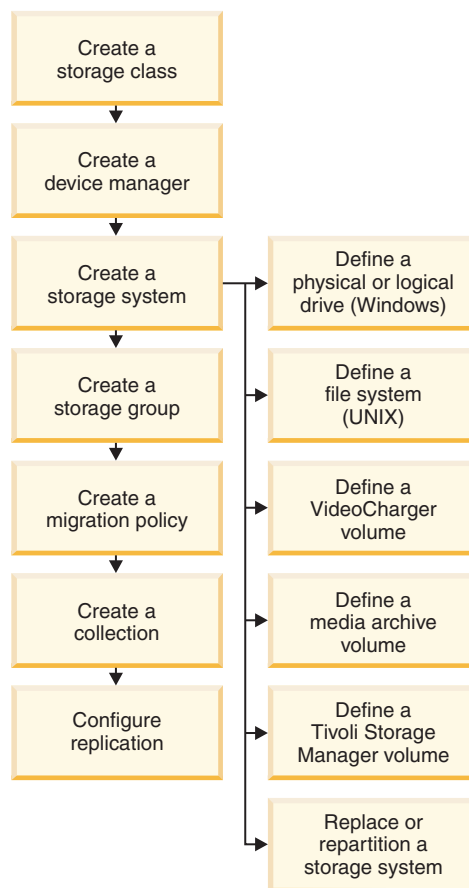 Create a
storage class
Create a
device manager
Create a
storage system
Create a
storage group
Create a
migration policy
Create a
collection
Configure
replication
Define a
physical or logical
drive (Windows)
Define a
file system
(UNIX)
Define a
VideoCharger
volume
Define a
media archive
volume
Define a
Tivoli Storage
Manager volume
Replace or
repartition a
storage system